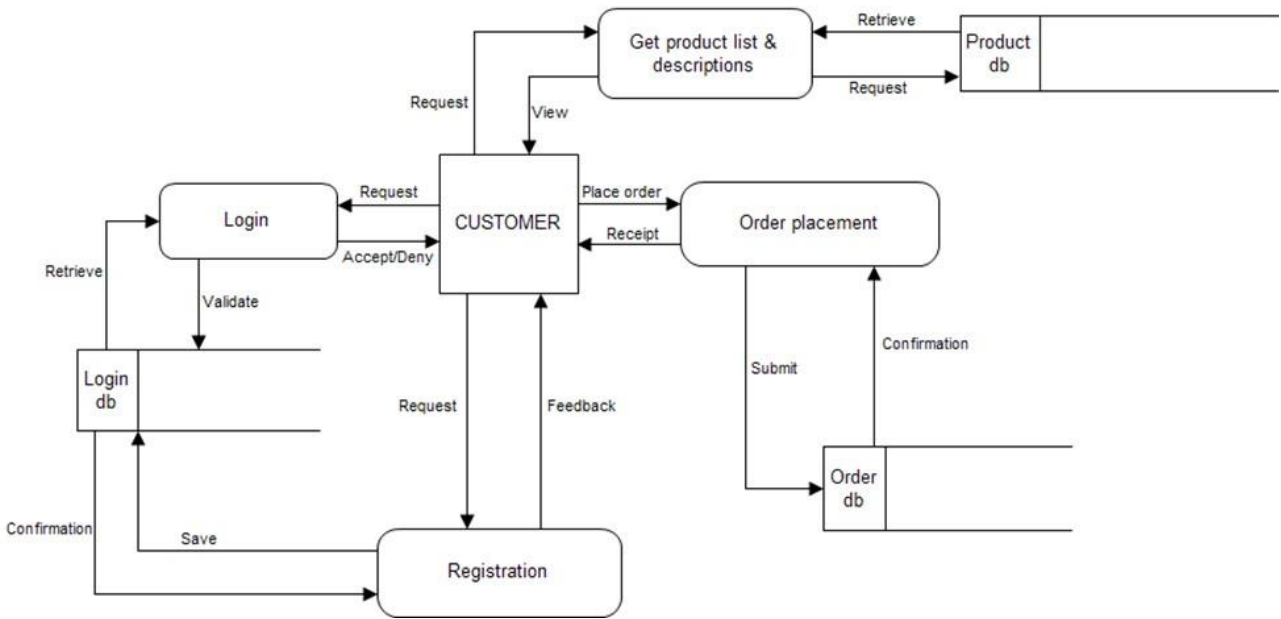 Retrieve
Get product list &
descriptions
Product
db
Request
Request
View
Request
Login
CUSTOMER
Place order
Order placement
Receipt
Accept/Deny
Retrieve
Validate
Login
db
Request
Feedback
Submit
Confirmation
Order
db
Confirmation
Save
Registration